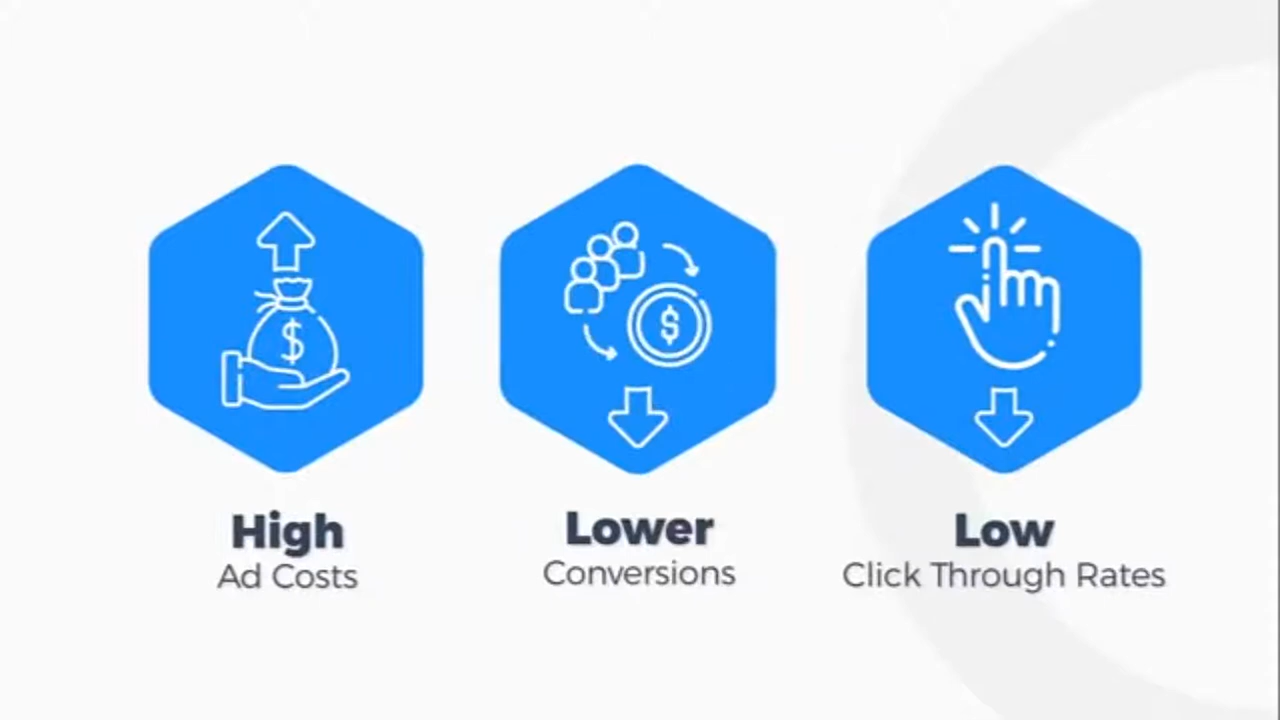 $
$
High
Ad Costs
Lower
Conversions
Low
Click Through Rates